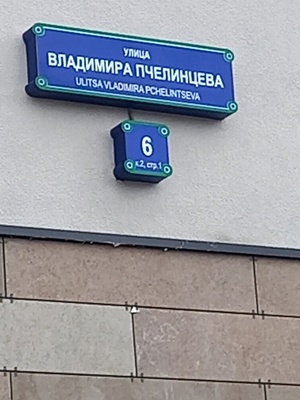 УЛИЦА
ВЛАДИМИРА ПЧЕЛИНЦЕВА
ULITSA VLADIMIRA PCHELINTSEVA
6
к.2, стр.1